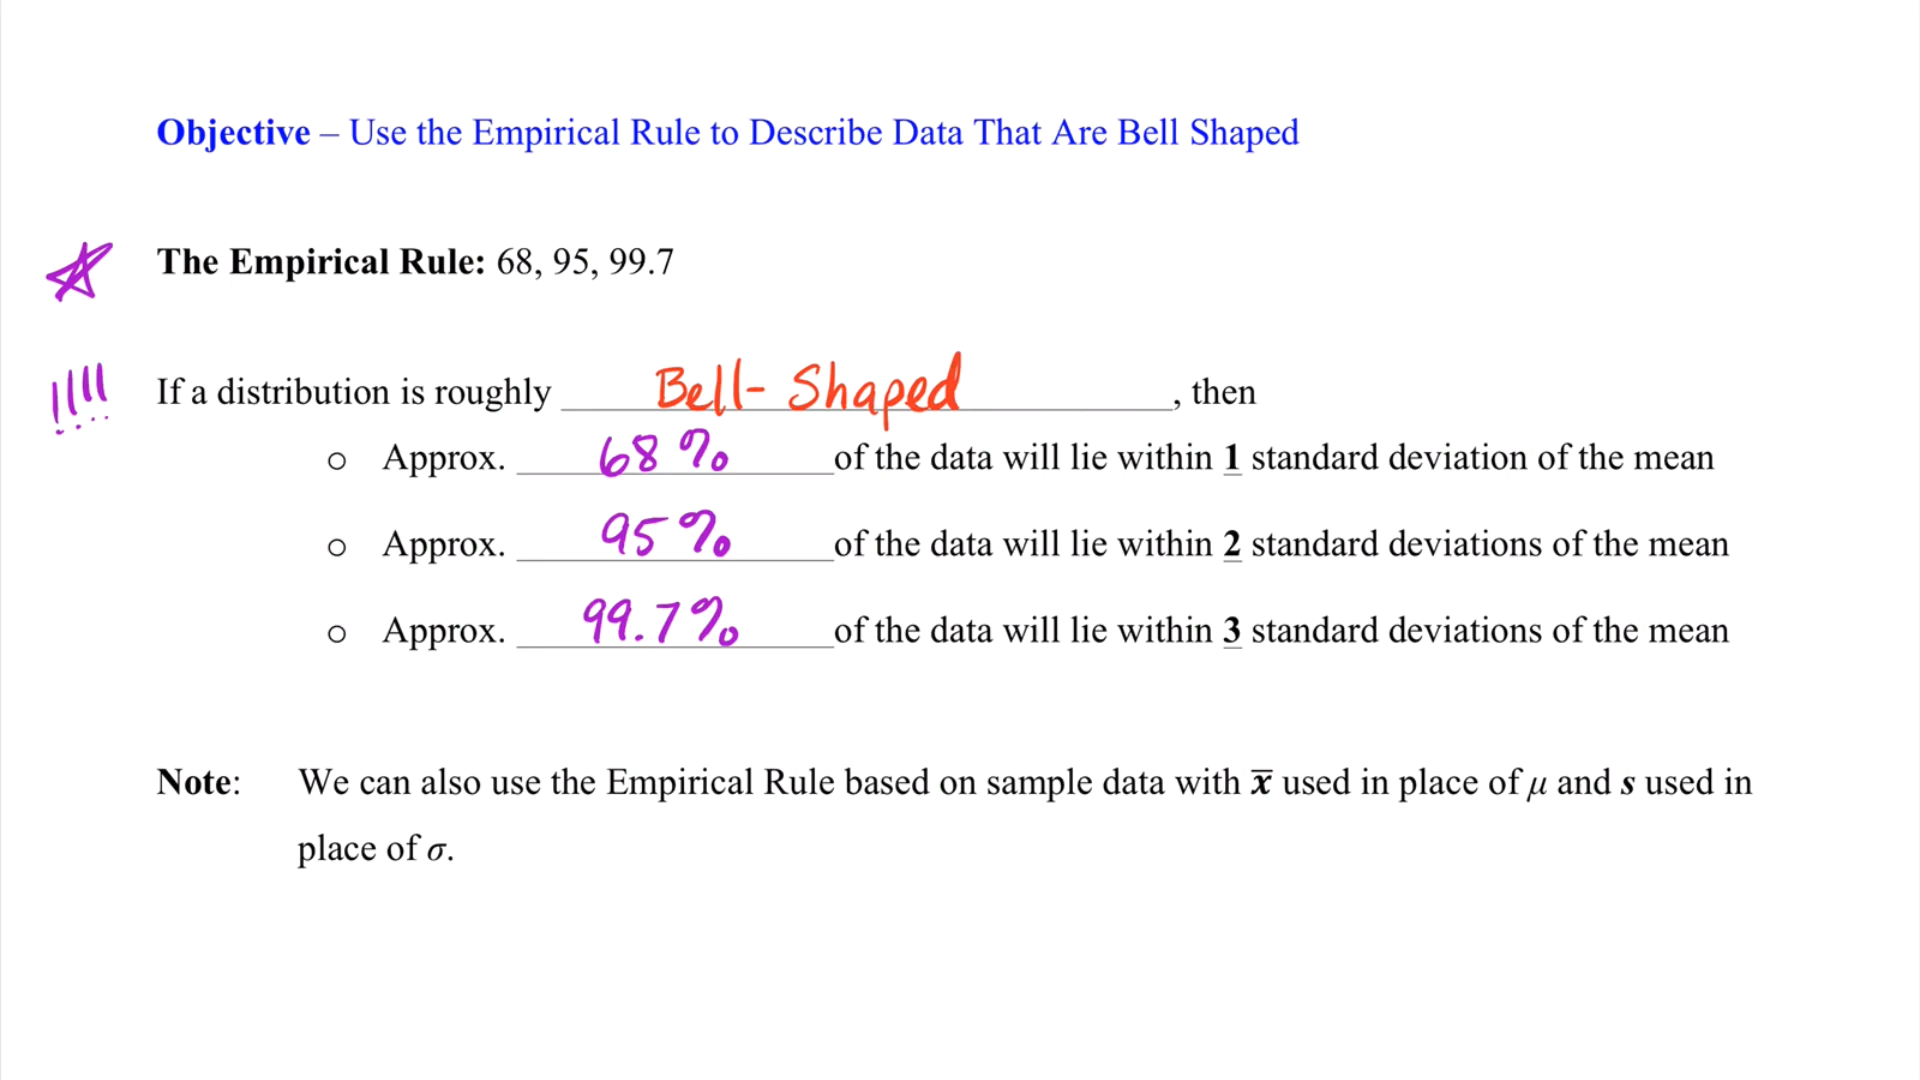 Objective – Use the Empirical Rule to Describe Data That Are Bell Shaped
The Empirical Rule: 68, 95, 99.7
!!!! If a distribution is roughly Bell-Shaped, then
o Approx. 68% of the data will lie within 1 standard deviation of the mean
o Approx. 95% of the data will lie within 2 standard deviations of the mean
o Approx. 99.7% of the data will lie within 3 standard deviations of the mean
Note: We can also use the Empirical Rule based on sample data with x̅ used in place of μ and s used in
place of σ.